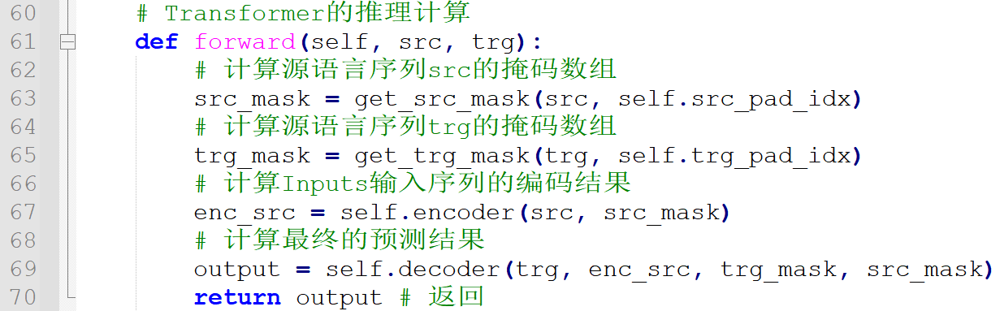 60 # Transformer的推理计算
61 def forward(self, src, trg):
62 # 计算源语言序列src的掩码数组
63 src_mask = get_src_mask(src, self.src_pad_idx)
64 # 计算源语言序列trg的掩码数组
65 trg_mask = get_trg_mask(trg, self.trg_pad_idx)
66 # 计算Inputs输入序列的编码结果
67 enc_src = self.encoder(src, src_mask)
68 # 计算最终的预测结果
69 output = self.decoder(trg, enc_src, trg_mask, src_mask)
70 return output # 返回